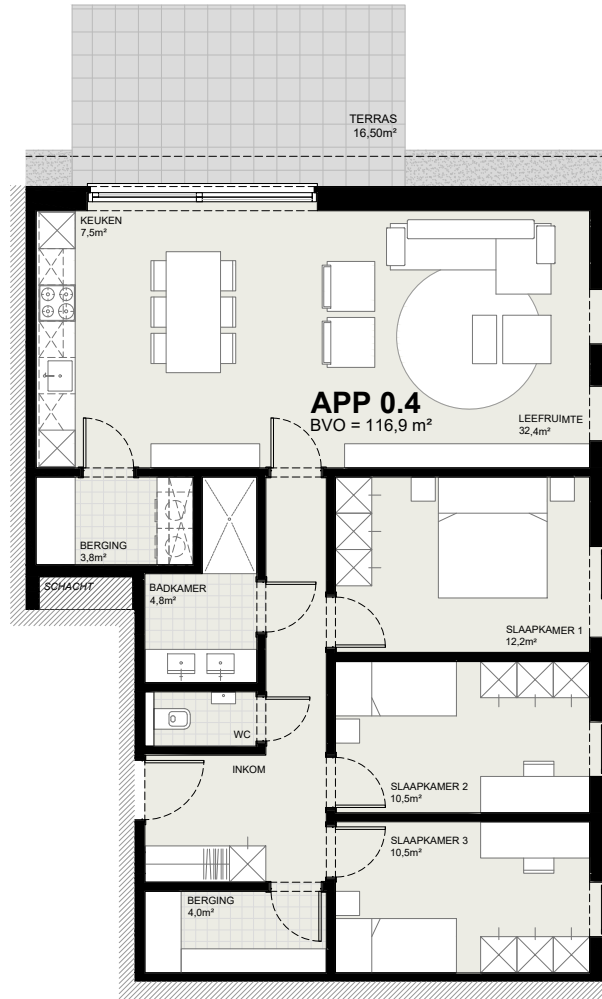 TERRAS
16,50m²
KEUKEN
7,5m²
APP 0.4
BVO = 116,9 m²
LEEFRUIMTE
32,4m²
BERGING
3,8m²
SCHACHT
BADKAMER
4,8m²
SLAAPKAMER 1
12,2m²
WC
INKOM
SLAAPKAMER 2
10,5m²
SLAAPKAMER 3
10,5m²
BERGING
4,0m²